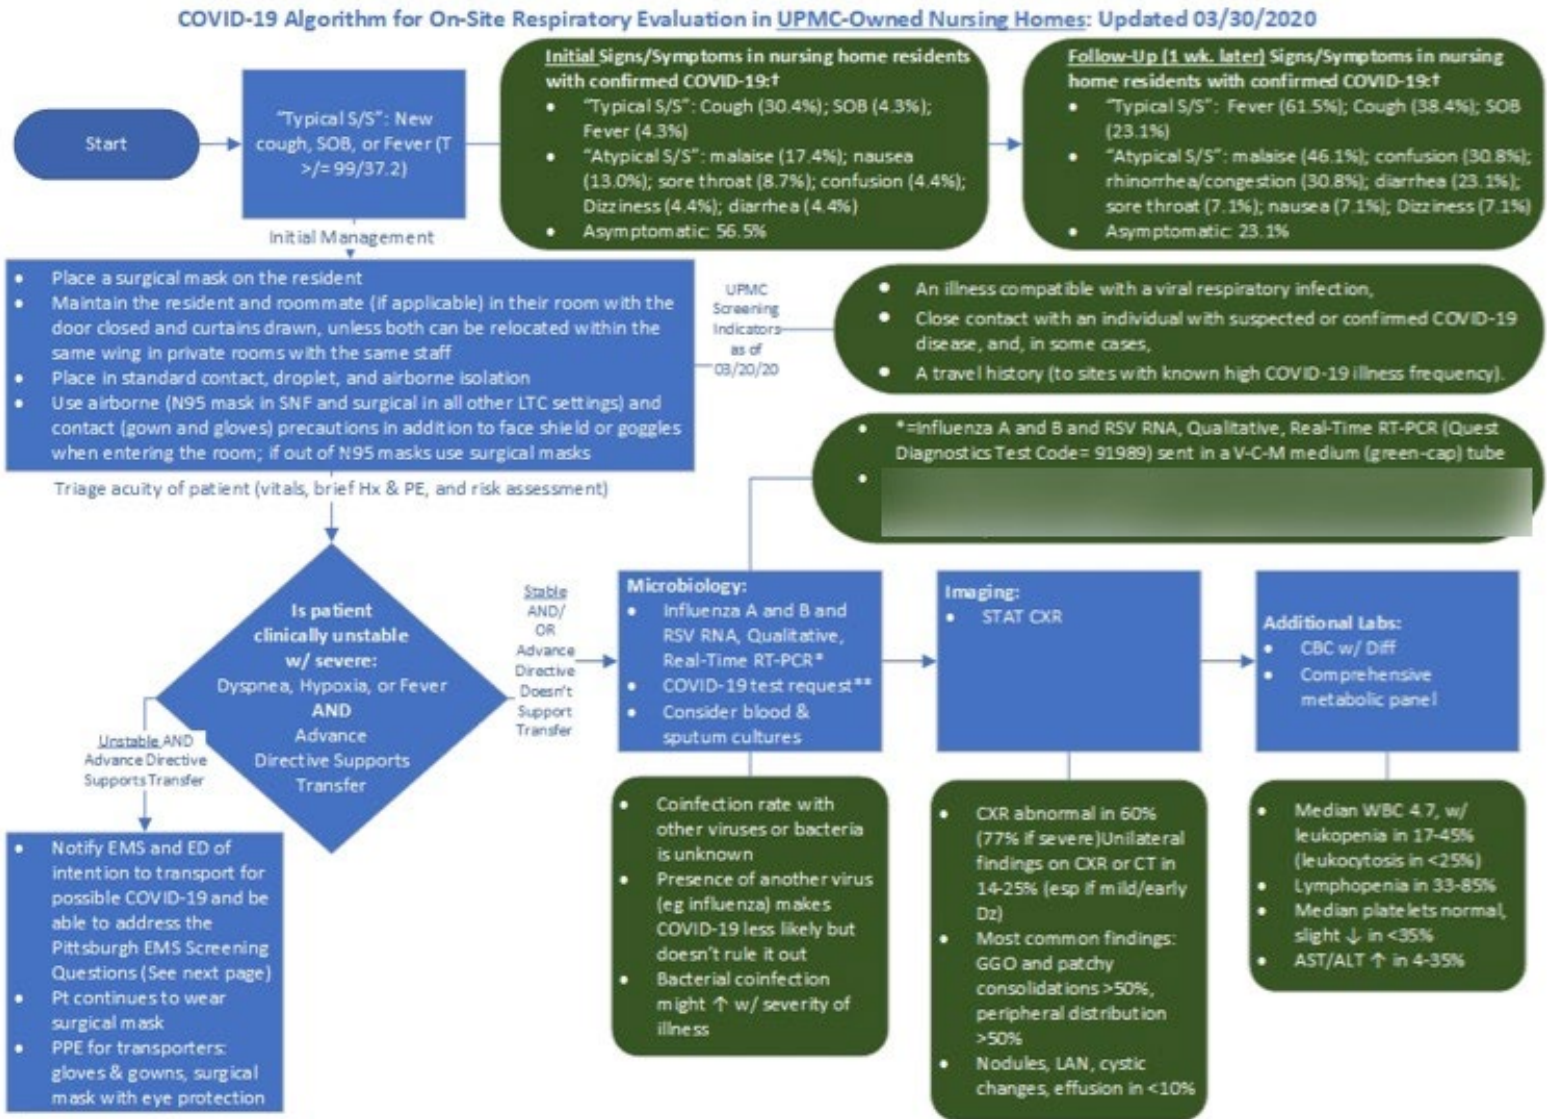 COVID-19 Algorithm for On-Site Respiratory Evaluation in UPMC-Owned Nursing Homes: Updated 03/30/2020
Start
"Typical S/S": New
cough, SOB, or Fever (T
>/= 99/37.2)
Initial Signs/Symptoms in nursing home residents
with confirmed COVID-19:†
• "Typical S/S": Cough (30.4%); SOB (4.3%);
Fever (4.3%)
• "Atypical S/S": malaise (17.4%); nausea
(13.0%); sore throat (8.7%); confusion (4.4%);
Dizziness (4.4%); diarrhea (4.4%)
• Asymptomatic: 56.5%
Follow-Up (1 wk. later) Signs/Symptoms in nursing
home residents with confirmed COVID-19:†
• "Typical S/S": Fever (61.5%); Cough (38.4%); SOB
(23.1%)
• "Atypical S/S": malaise (46.1%); confusion (30.8%);
rhinorrhea/congestion (30.8%); diarrhea (23.1%);
sore throat (7.1%); nausea (7.1%); Dizziness (7.1%)
• Asymptomatic: 23.1%
Initial Management
• Place a surgical mask on the resident
• Maintain the resident and roommate (if applicable) in their room with the
door closed and curtains drawn, unless both can be relocated within the
same wing in private rooms with the same staff
• Place in standard contact, droplet, and airborne isolation
• Use airborne (N95 mask in SNF and surgical in all other LTC settings) and
contact (gown and gloves) precautions in addition to face shield or goggles
when entering the room; if out of N95 masks use surgical masks
UPMC
Screening
Indicators
as of
03/20/20
• An illness compatible with a viral respiratory infection,
• Close contact with an individual with suspected or confirmed COVID-19
disease, and, in some cases,
• A travel history (to sites with known high COVID-19 illness frequency).
• *=Influenza A and B and RSV RNA, Qualitative, Real-Time RT-PCR (Quest
Diagnostics Test Code= 91989) sent in a V-C-M medium (green-cap) tube
•
Triage acuity of patient (vitals, brief Hx & PE, and risk assessment)
Is patient
clinically unstable
w/ severe:
Dyspnea, Hypoxia, or Fever
AND
Advance
Directive Supports
Transfer
Stable
AND/
OR
Advance
Directive
Doesn't
Support
Transfer
Microbiology:
• Influenza A and B and
RSV RNA, Qualitative,
Real-Time RT-PCR*
• COVID-19 test request**
• Consider blood &
sputum cultures
Imaging:
• STAT CXR
Additional Labs:
• CBC w/ Diff
• Comprehensive
metabolic panel
Unstable AND
Advance Directive
Supports Transfer
• Notify EMS and ED of
intention to transport for
possible COVID-19 and be
able to address the
Pittsburgh EMS Screening
Questions (See next page)
• Pt continues to wear
surgical mask
• PPE for transporters:
gloves & gowns, surgical
mask with eye protection
• Coinfection rate with
other viruses or bacteria
is unknown
• Presence of another virus
(eg influenza) makes
COVID-19 less likely but
doesn't rule it out
• Bacterial coinfection
might ↑ w/ severity of
illness
• CXR abnormal in 60%
(77% if severe)Unilateral
findings on CXR or CT in
14-25% (esp if mild/early
Dz)
• Most common findings:
GGO and patchy
consolidations >50%,
peripheral distribution
>50%
• Nodules, LAN, cystic
changes, effusion in <10%
• Median WBC 4.7, w/
leukopenia in 17-45%
(leukocytosis in <25%)
• Lymphopenia in 33-85%
• Median platelets normal,
slight ↓ in <35%
• AST/ALT ↑ in 4-35%